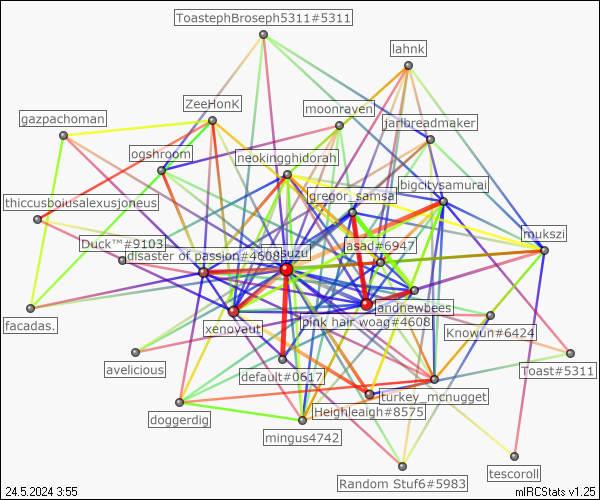 ToastephBroseph5311#5311
lahnk
ZeeHonK
moonraven
gazpachoman
jarlbreadmaker
ogshroom
neokingghidorah
bigcitysamurai
gregor_samsa
thiccusboiusalexusjoneus
mukszi
Duck™#9103
jasad#6947
disaster of passion#4608
suzu
landnewbees
facadas.
xenoyaut
pink hair woag#4608
Knowun#6424
avelicious
default#0617
Toast#5311
turkey_mcnugget
doggerdig
Heighleaigh#8575
mingus4742
tescoroll
Random Stuf6#5983
24.5.2024 3:55
mIRCStats v1.25